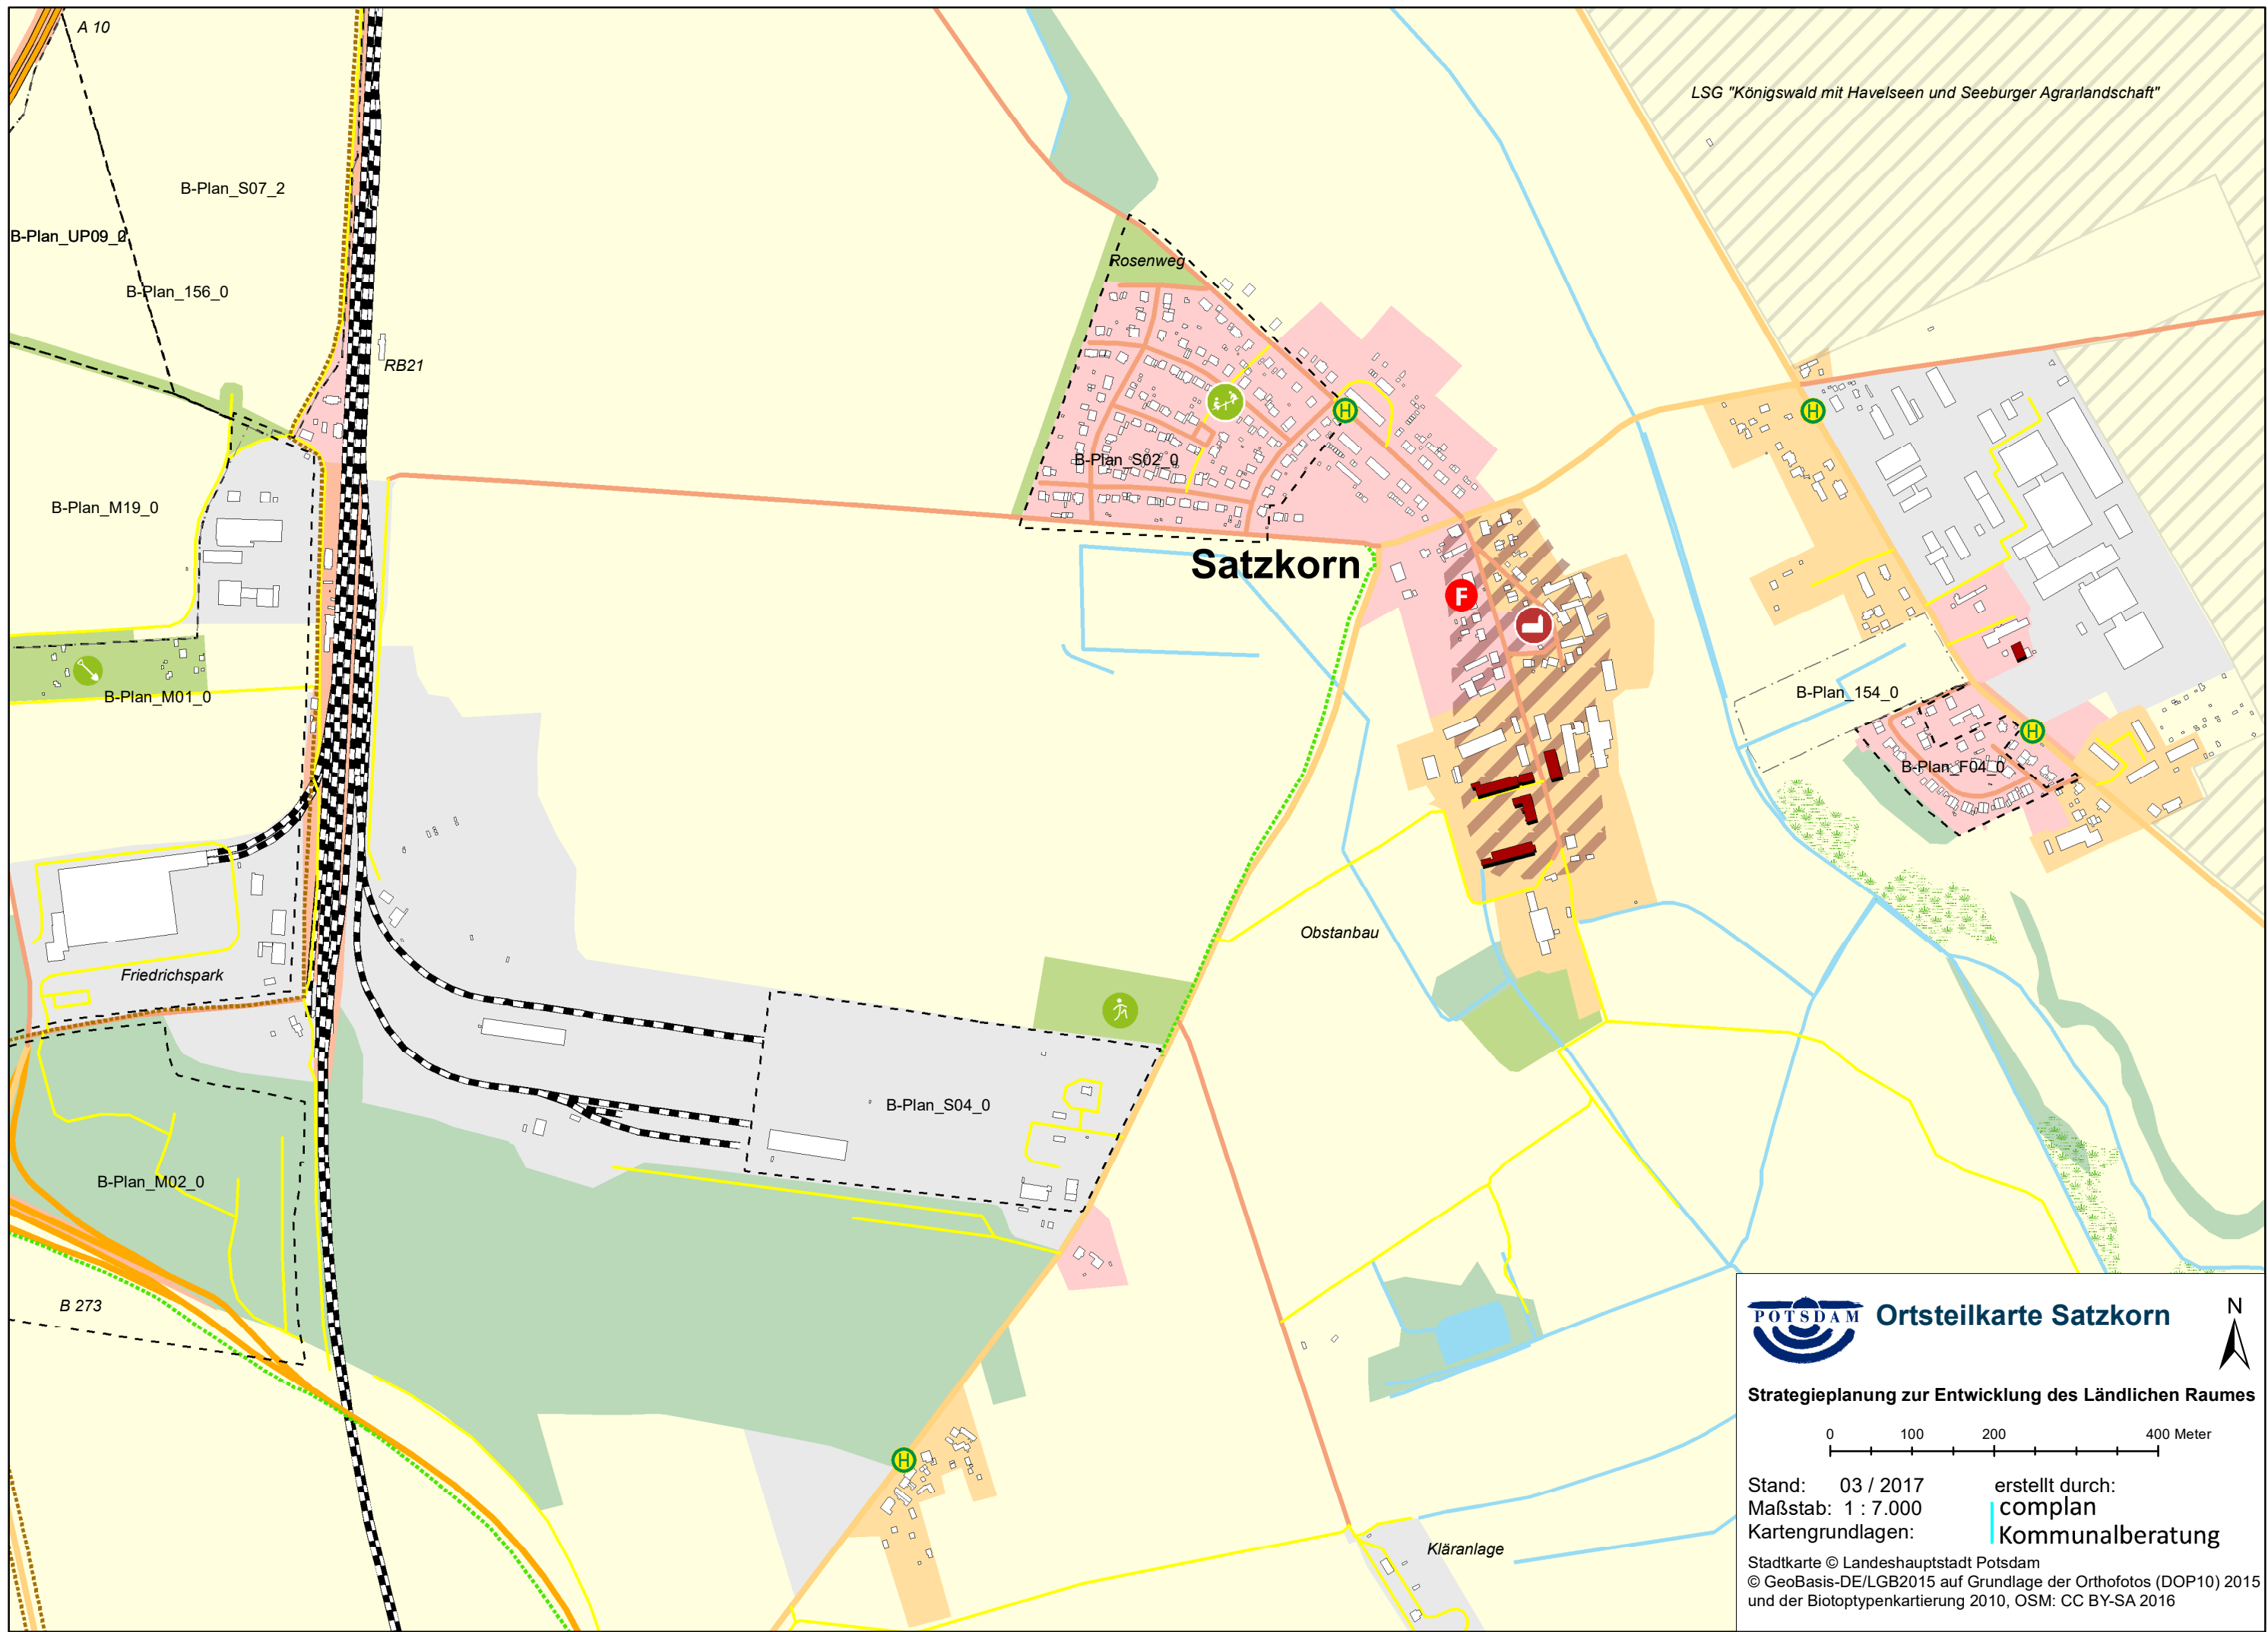 A 10
LSG "Königswald mit Havelseen und Seeburger Agrarlandschaft"
B-Plan_S07_2
B-Plan_156_0
Rosenweg
RB21
B-Plan_S02_0
H
H
B-Plan_M19_0
Satzkorn
F
B-Plan_M01_0
B-Plan_154_0
H
B-Plan_F04_0
Obstanbau
Friedrichspark
B-Plan_S04_0
B-Plan_M02_0
B 273
H
Kläranlage
POTSDAM
Ortsteilkarte Satzkorn
N
Strategieplanung zur Entwicklung des Ländlichen Raumes
0 100 200 400 Meter
Stand: 03 / 2017
Maßstab: 1 : 7.000
Kartengrundlagen:
erstellt durch:
complan
Kommunalberatung
Stadtkarte © Landeshauptstadt Potsdam
© GeoBasis-DE/LGB2015 auf Grundlage der Orthofotos (DOP10) 2015
und der Biotoptypenkartierung 2010, OSM: CC BY-SA 2016